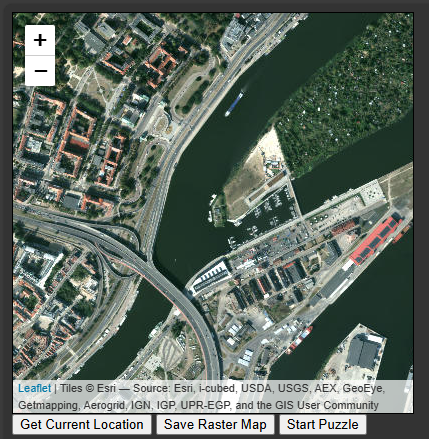 +
−
Leaflet | Tiles © Esri — Source: Esri, i-cubed, USDA, USGS, AEX, GeoEye,
Getmapping, Aerogrid, IGN, IGP, UPR-EGP, and the GIS User Community
Get Current Location Save Raster Map Start Puzzle